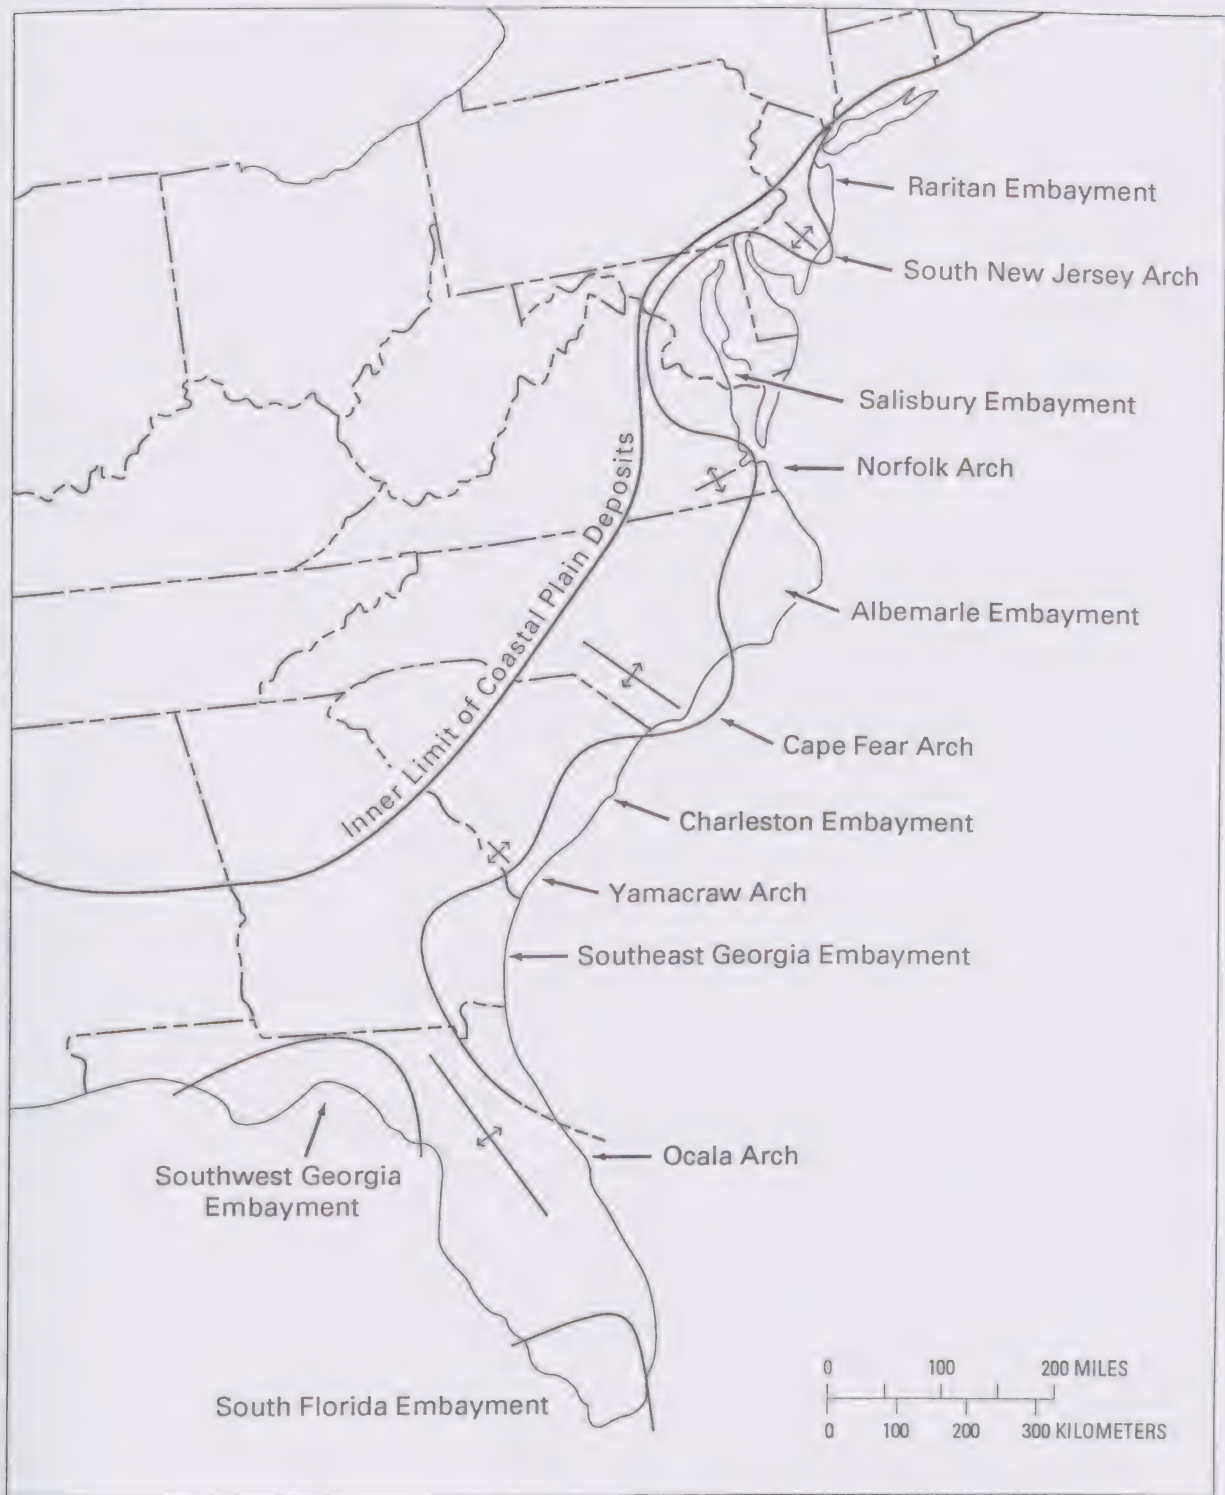 Raritan Embayment
South New Jersey Arch
Salisbury Embayment
Norfolk Arch
Inner Limit of Coastal Plain Deposits
Albemarle Embayment
Cape Fear Arch
Charleston Embayment
Yamacraw Arch
Southeast Georgia Embayment
Ocala Arch
Southwest Georgia
Embayment
South Florida Embayment
0 100 200 MILES
0 100 200 300 KILOMETERS